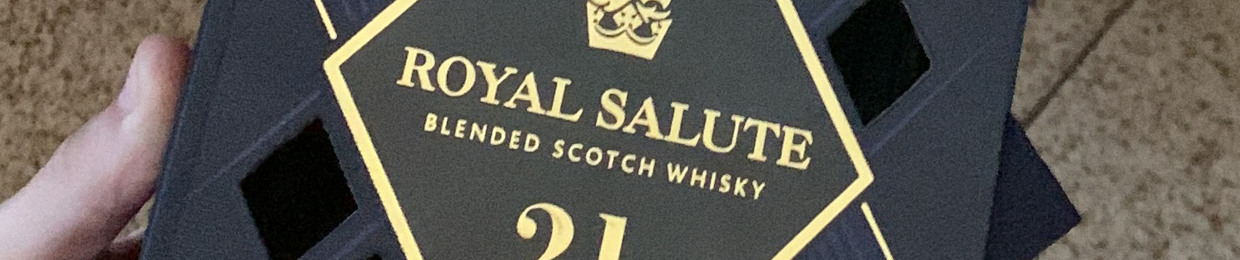 ROYAL SALUTE
BLENDED SCOTCH WHISKY
21